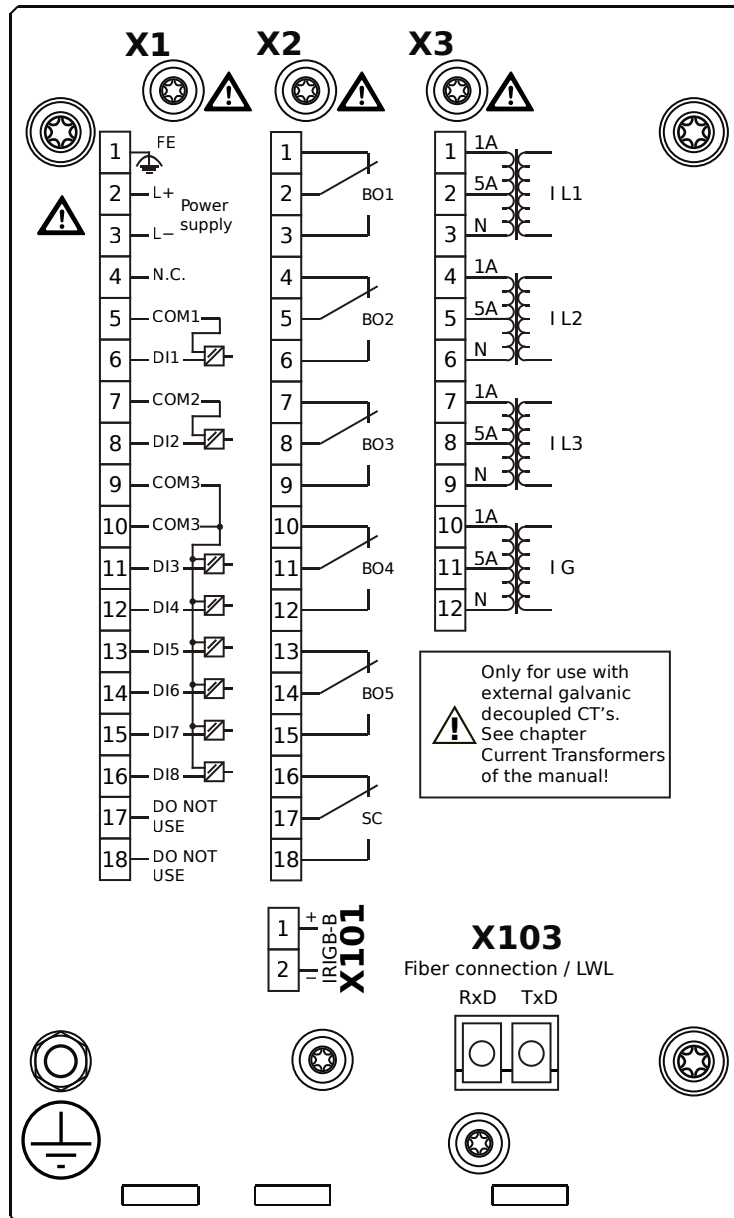 X1
1 FE
2 L+
Power
supply
3 L−
4 N.C.
5 COM1
6 DI1
7 COM2
8 DI2
9 COM3
10 COM3
11 DI3
12 DI4
13 DI5
14 DI6
15 DI7
16 DI8
17 DO NOT
USE
18 DO NOT
USE
X2
1
2 BO1
3
4
5 BO2
6
7
8 BO3
9
10
11 BO4
12
13
14 BO5
15
16
17 SC
18
X3
1 1A
2 5A I L1
3 N
4 1A
5 5A I L2
6 N
7 1A
8 5A I L3
9 N
10 1A
11 5A I G
12 N
Only for use with
external galvanic
decoupled CT's.
See chapter
Current Transformers
of the manual!
1 +
2 −
IRIGB-B
X101
X103
Fiber connection / LWL
RxD TxD